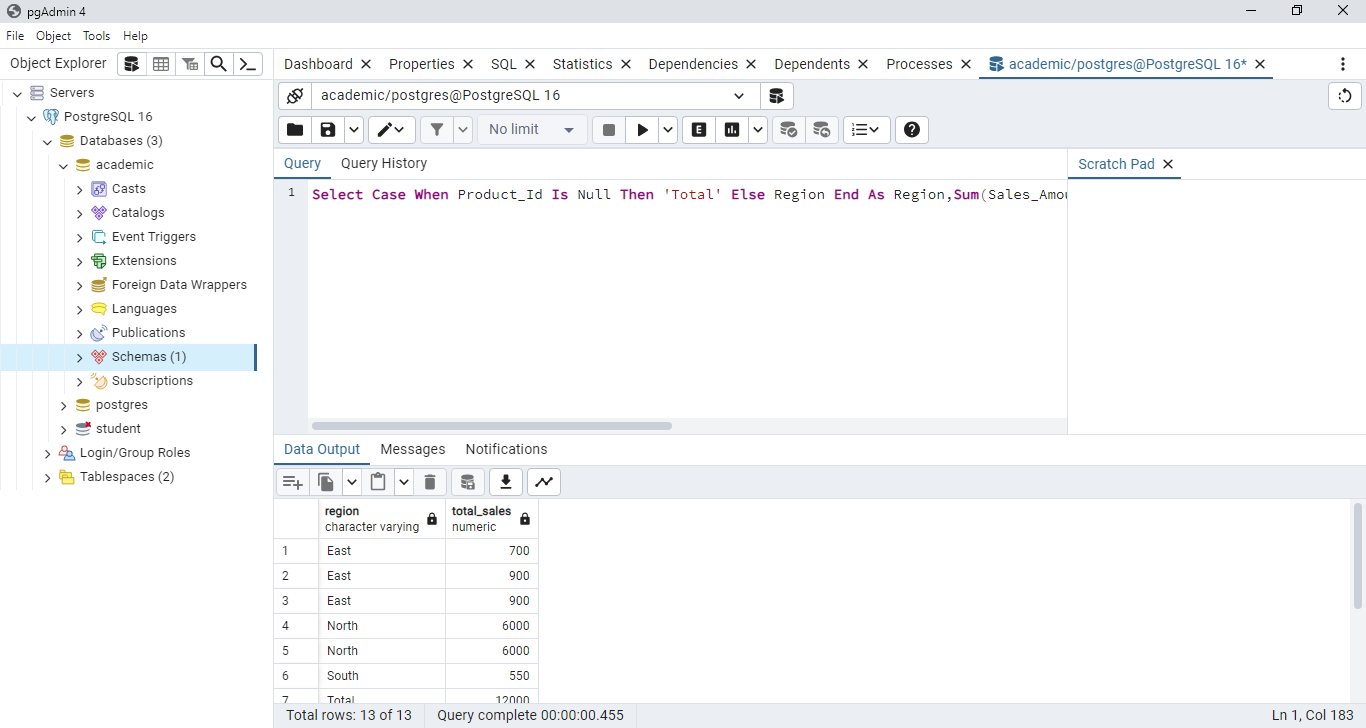 pgAdmin 4
File Object Tools Help
Object Explorer
Dashboard Properties SQL Statistics Dependencies Dependents Processes academic/postgres@PostgreSQL 16*
Servers
PostgreSQL 16
Databases (3)
academic
Casts
Catalogs
Event Triggers
Extensions
Foreign Data Wrappers
Languages
Publications
Schemas (1)
Subscriptions
postgres
student
Login/Group Roles
Tablespaces (2)
academic/postgres@PostgreSQL 16
No limit
E
Query Query History
Scratch Pad
1 Select Case When Product_Id Is Null Then 'Total' Else Region End As Region,Sum(Sales_Amou
Data Output Messages Notifications
region total_sales
character varying numeric
1 East 700
2 East 900
3 East 900
4 North 6000
5 North 6000
6 South 550
7 Total 12000
Total rows: 13 of 13 Query complete 00:00:00.455 Ln 1, Col 183